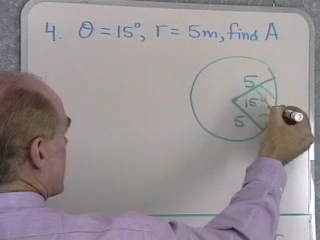 4. θ = 15°, r = 5m, find A
5
15°
5